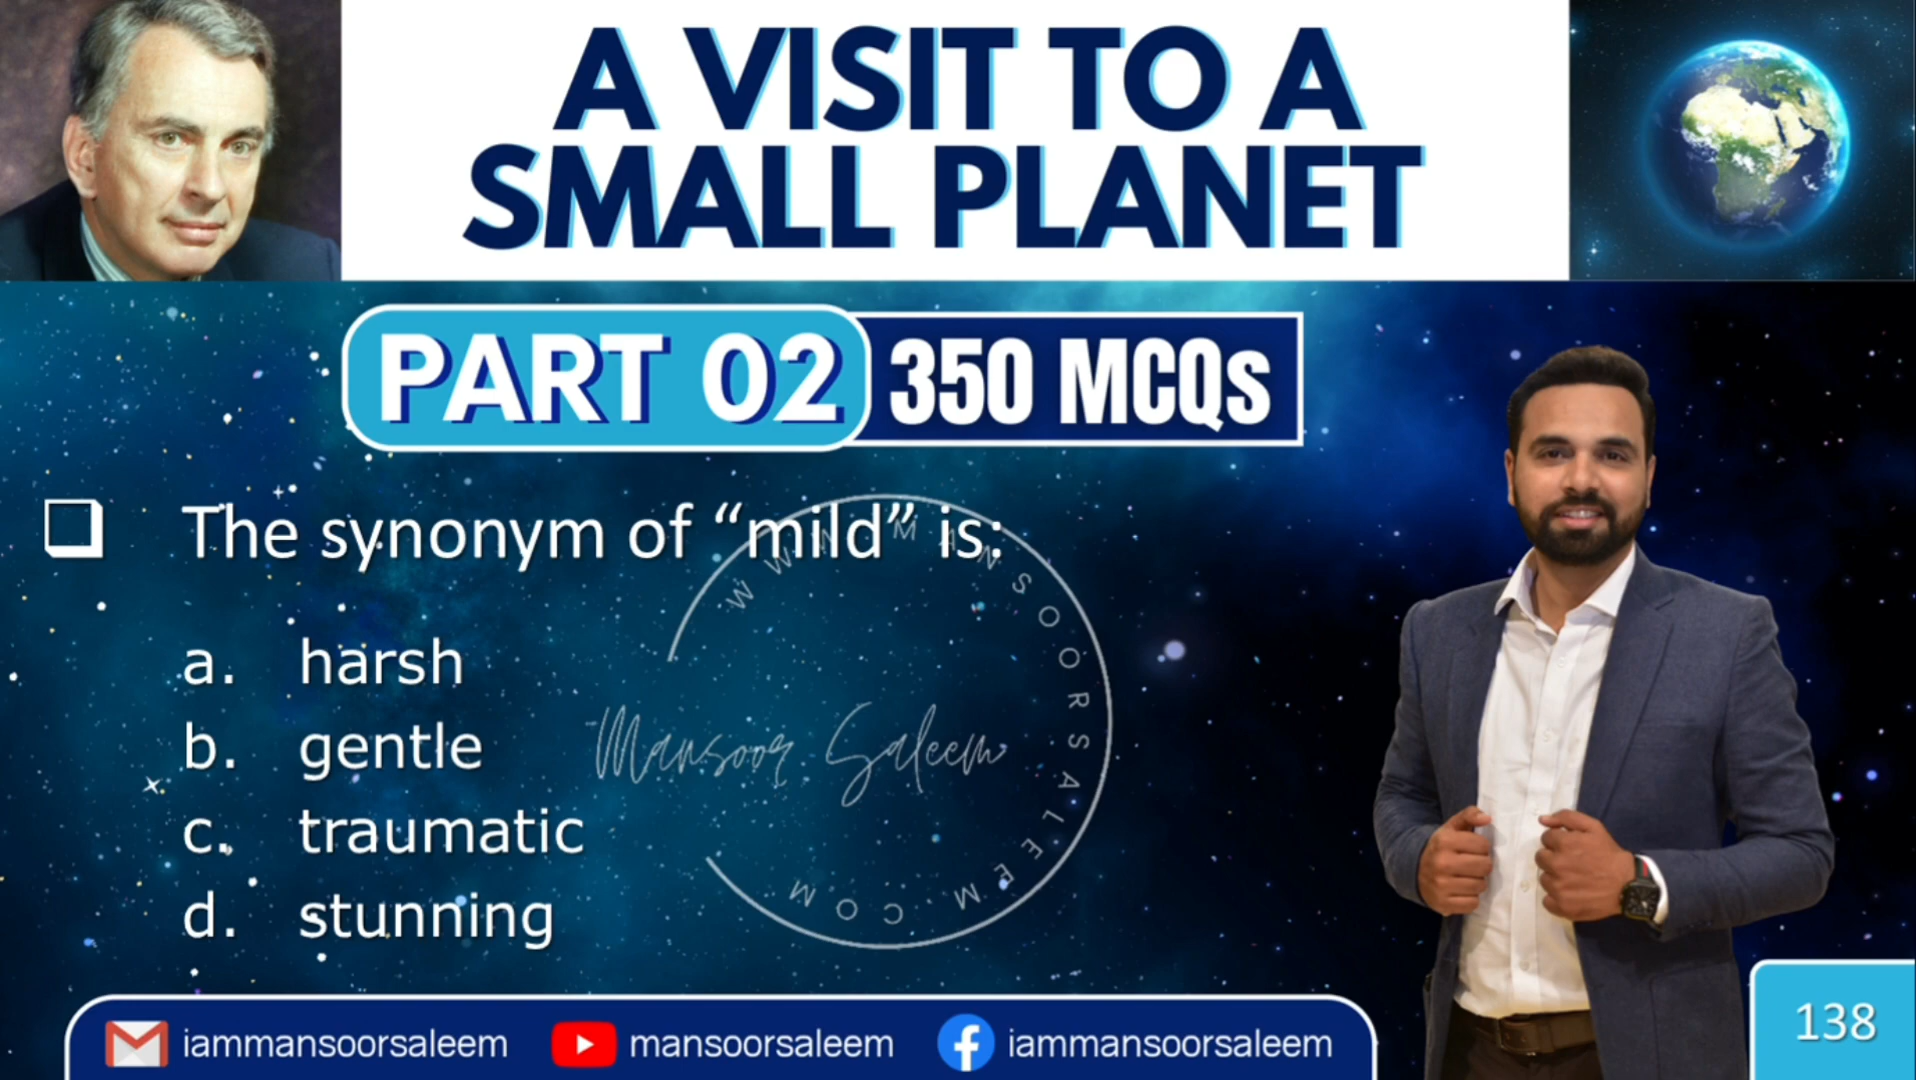 A VISIT TO A
SMALL PLANET
PART 02 350 MCQs
The synonym of “mild” is:
a. harsh
b. gentle
c. traumatic
d. stunning
WWW.MANSOORSALEEM.COM
Mansoor Saleem
iammansoorsaleem mansoorsaleem iammansoorsaleem
138